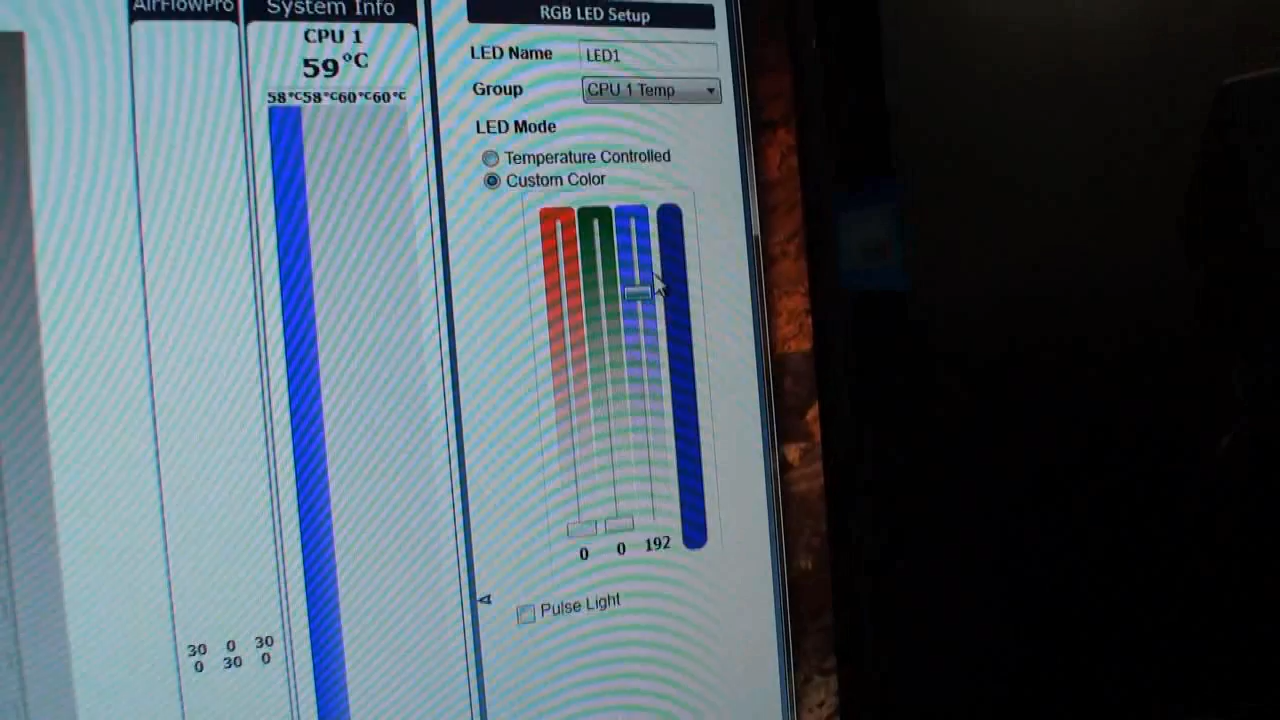 AirFlowPro
System Info
CPU 1
59°C
58°C58°C60°C60°C
30 0 30
0 30 0
RGB LED Setup
LED Name LED1
Group CPU 1 Temp
LED Mode
Temperature Controlled
Custom Color
0 0 192
Pulse Light